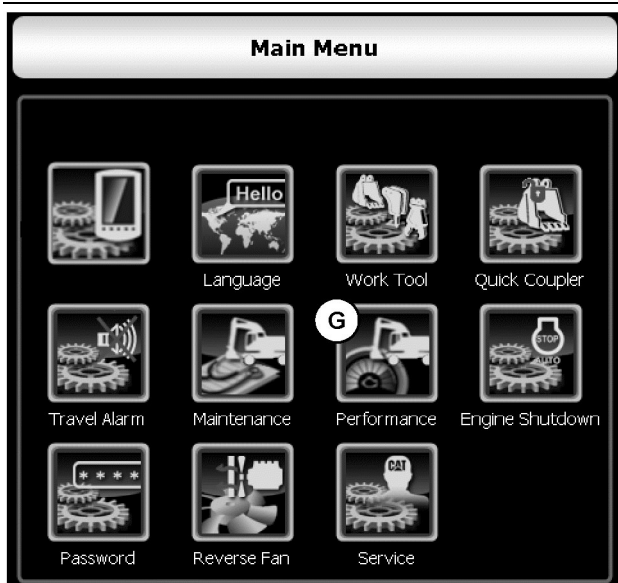 Main Menu
Hello
Language
Work Tool
Quick Coupler
G
STOP
AUTO
Travel Alarm
Maintenance
Performance
Engine Shutdown
* * * *
CAT
Password
Reverse Fan
Service